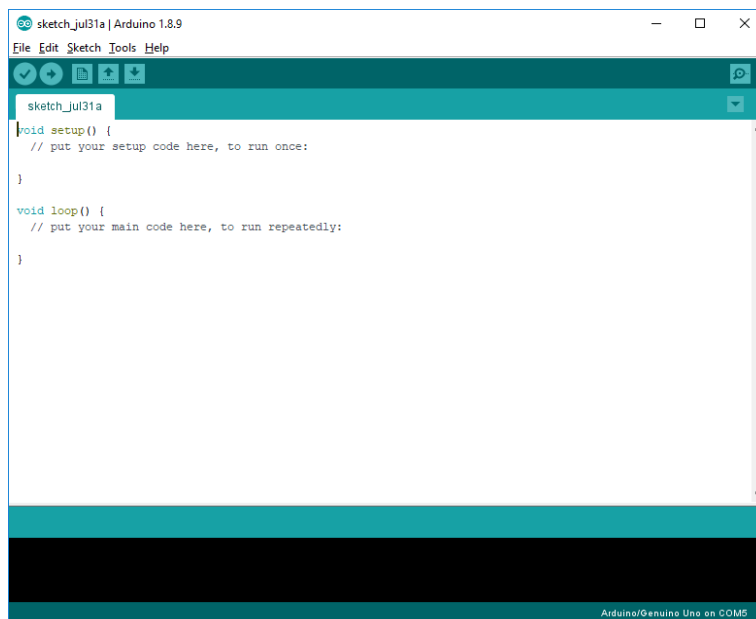 sketch_jul31a | Arduino 1.8.9
File Edit Sketch Tools Help
sketch_jul31a
void setup() {
  // put your setup code here, to run once:

}

void loop() {
  // put your main code here, to run repeatedly:

}
Arduino/Genuino Uno on COM5